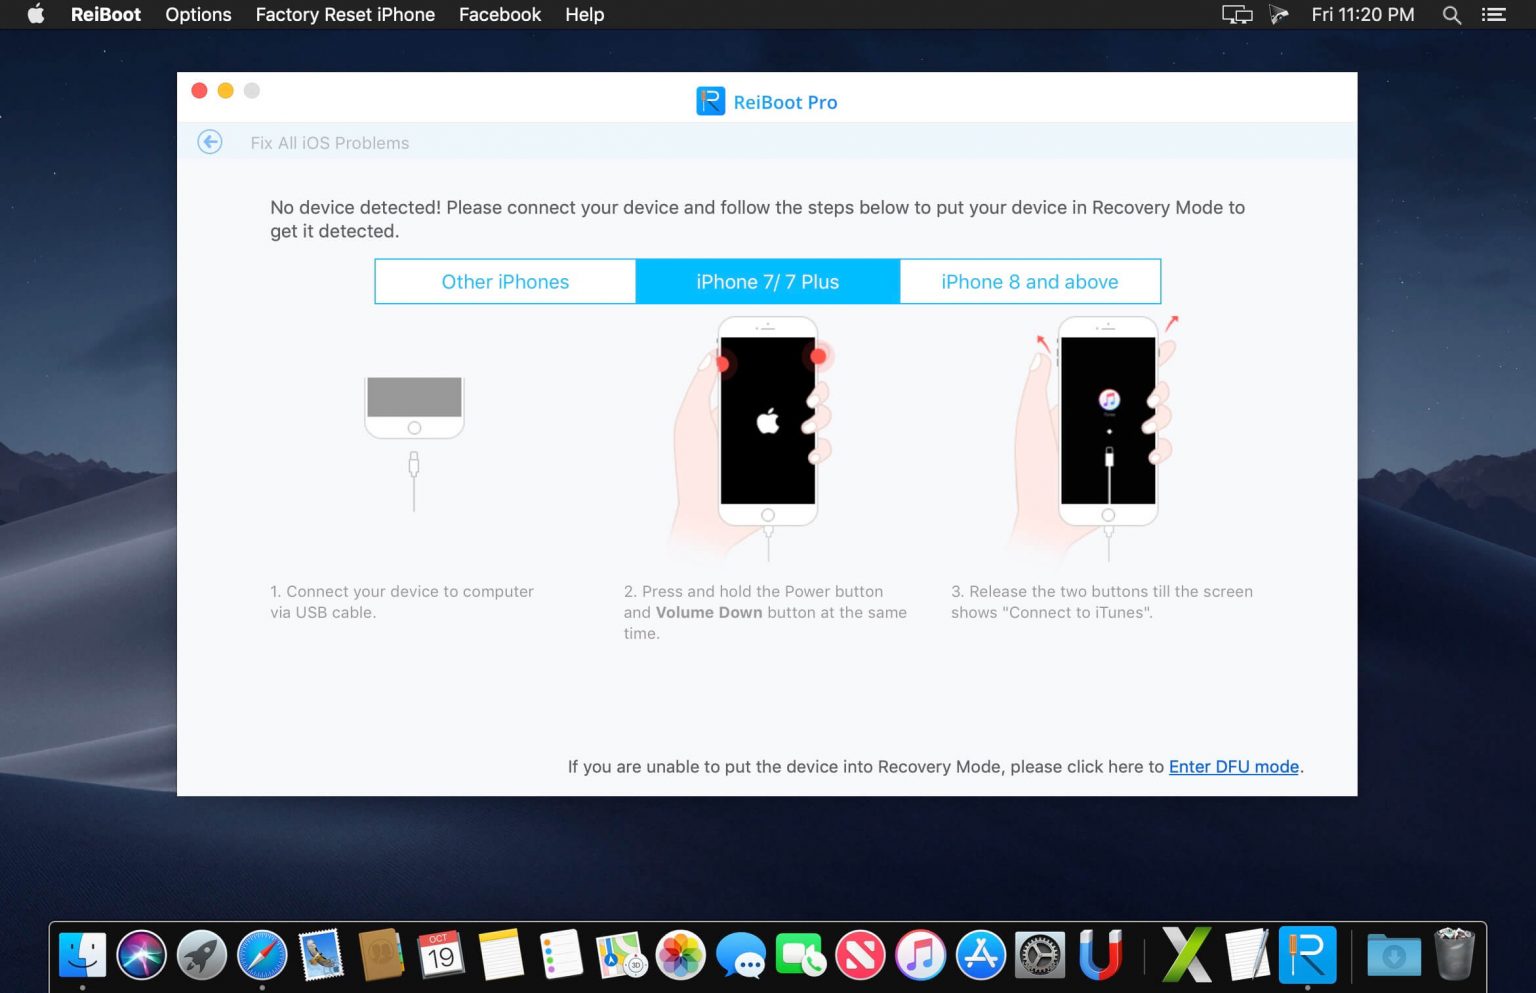 ReiBoot Options Factory Reset iPhone Facebook Help Fri 11:20 PM
ReiBoot Pro
Fix All iOS Problems
No device detected! Please connect your device and follow the steps below to put your device in Recovery Mode to
get it detected.
Other iPhones iPhone 7/ 7 Plus iPhone 8 and above
1. Connect your device to computer
via USB cable.
2. Press and hold the Power button
and Volume Down button at the same
time.
3. Release the two buttons till the screen
shows "Connect to iTunes".
If you are unable to put the device into Recovery Mode, please click here to Enter DFU mode.
OCT
19
3D